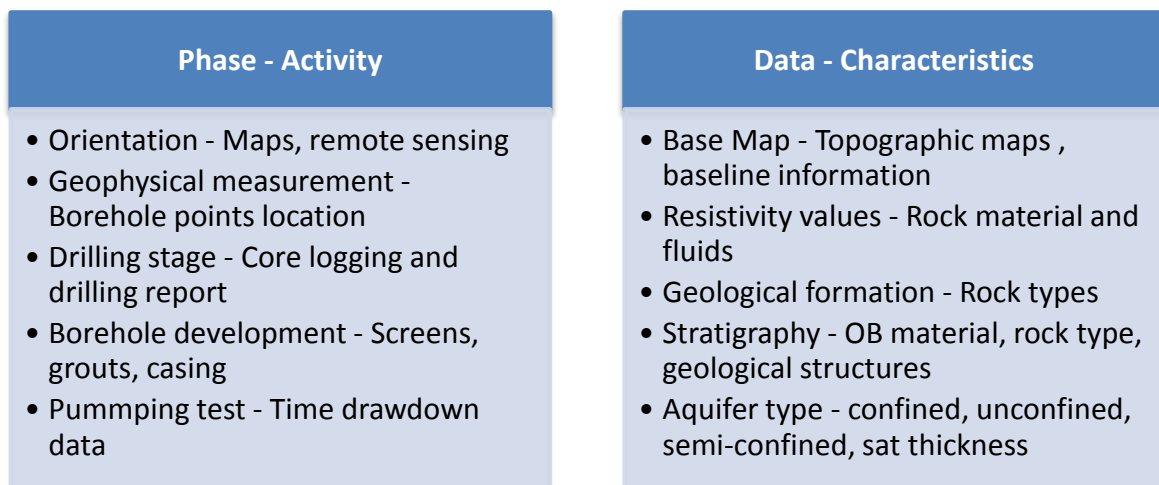 Phase - Activity
• Orientation - Maps, remote sensing
• Geophysical measurement -
Borehole points location
• Drilling stage - Core logging and
drilling report
• Borehole development - Screens,
grouts, casing
• Pummping test - Time drawdown
data
Data - Characteristics
• Base Map - Topographic maps ,
baseline information
• Resistivity values - Rock material and
fluids
• Geological formation - Rock types
• Stratigraphy - OB material, rock type,
geological structures
• Aquifer type - confined, unconfined,
semi-confined, sat thickness